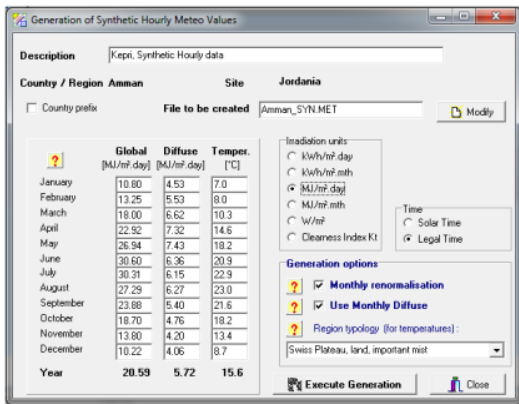 Generation of Synthetic Hourly Meteo Values
Description Kepri, Synthetic Hourly data
Country / Region Amman Site Jordania
Country prefix File to be created Amman_SYN.MET Modify
Global Diffuse Temper.
[MJ/m².day] [MJ/m².day] [°C]
January 10.80 4.53 7.0
February 13.25 5.53 8.0
March 18.00 6.62 10.3
April 22.92 7.32 14.6
May 26.94 7.43 18.2
June 30.60 6.36 20.9
July 30.31 6.15 22.9
August 27.29 6.27 23.0
September 23.88 5.40 21.6
October 18.70 4.76 18.2
November 13.80 4.20 13.4
December 10.22 4.06 8.7
Year 20.59 5.72 15.6
Irradiation units
kWh/m².day
kWh/m².mth
MJ/m².day
MJ/m².mth
W/m²
Clearness Index Kt
Time
Solar Time
Legal Time
Generation options
? Monthly renormalisation
? Use Monthly Diffuse
? Region typology (for temperatures) :
Swiss Plateau, land, important mist
Execute Generation Close